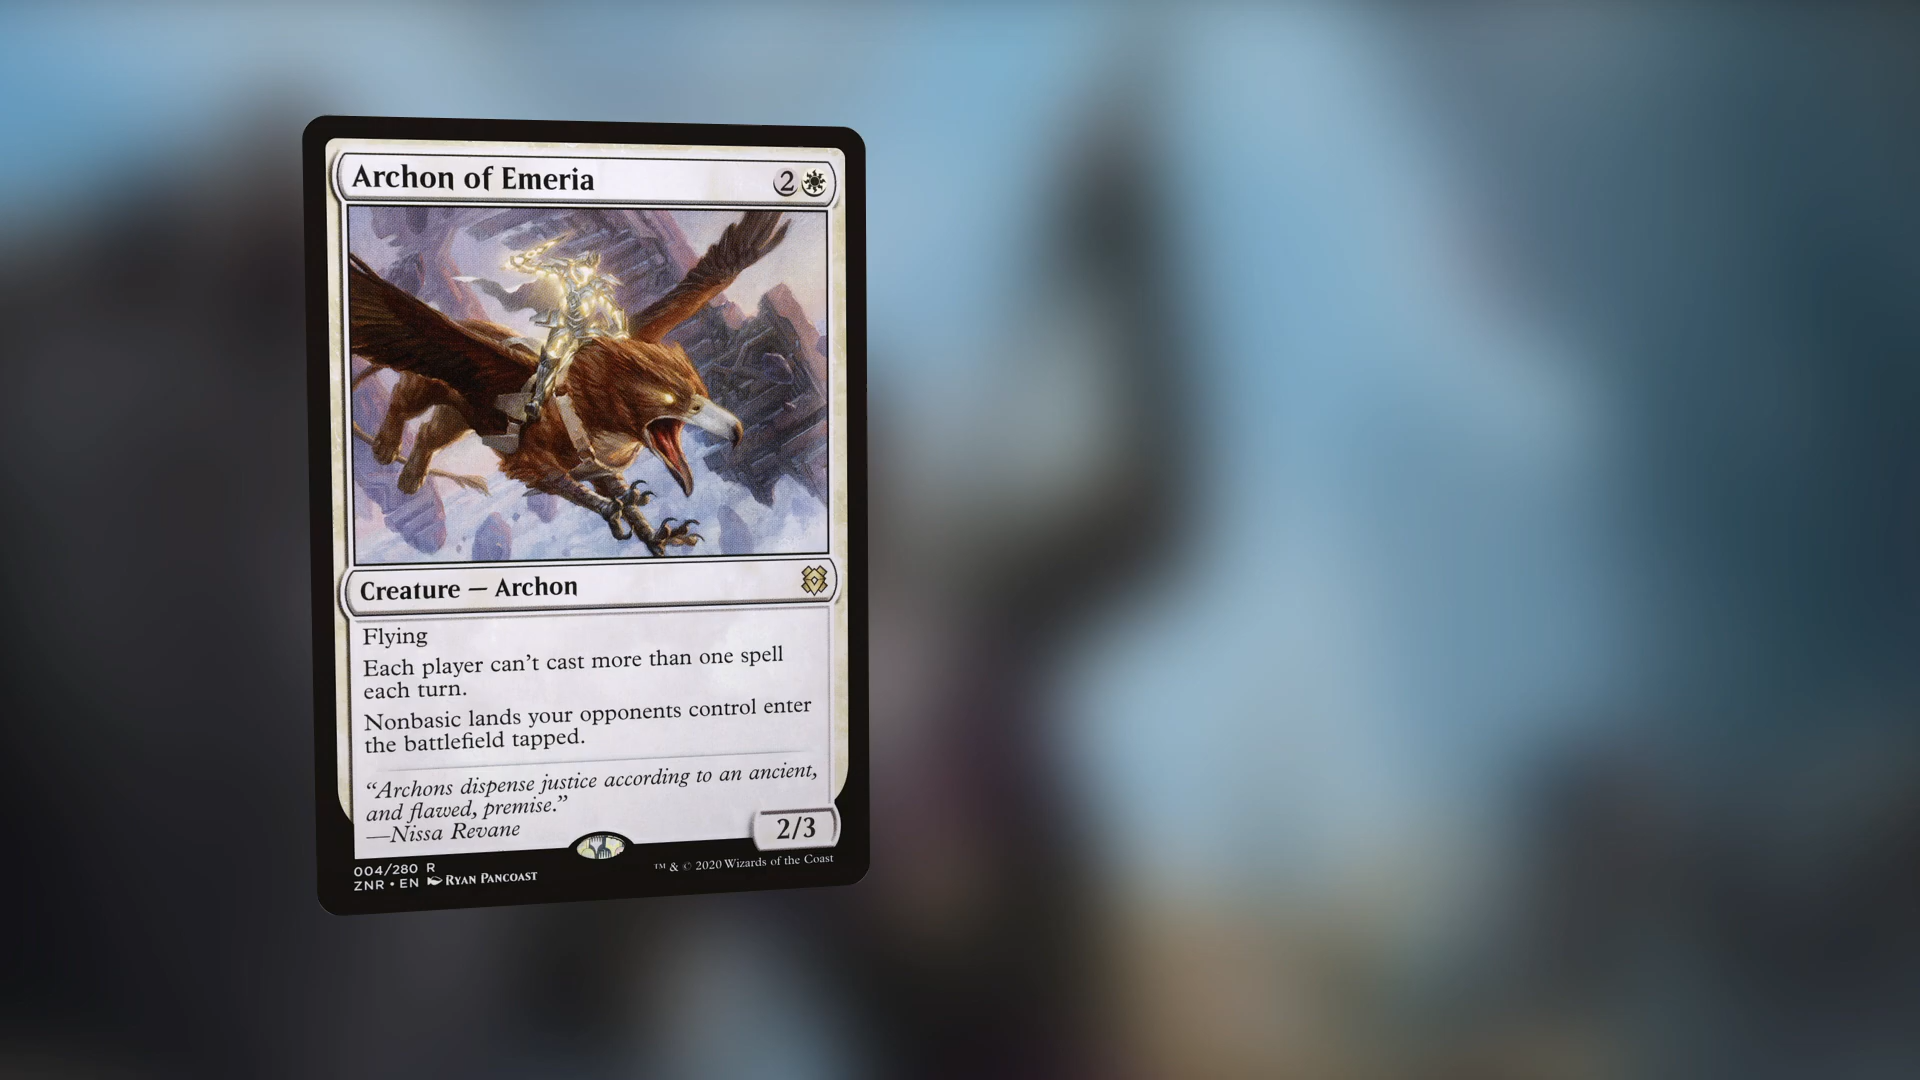 Archon of Emeria
2
Creature — Archon
Flying
Each player can't cast more than one spell
each turn.
Nonbasic lands your opponents control enter
the battlefield tapped.
“Archons dispense justice according to an ancient,
and flawed, premise.”
—Nissa Revane
2/3
004/280 R
ZNR • EN Ryan Pancoast
™ & © 2020 Wizards of the Coast